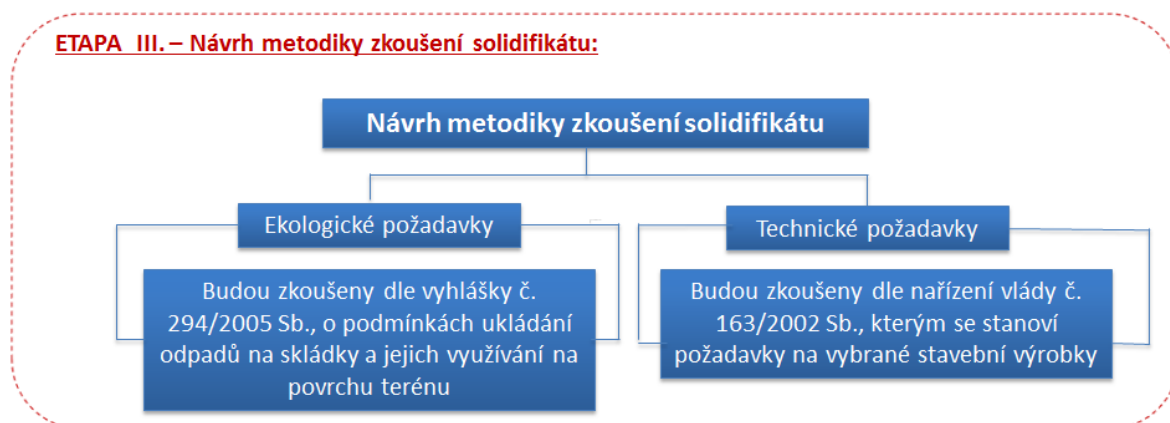 ETAPA III. – Návrh metodiky zkoušení solidifikátu:
Návrh metodiky zkoušení solidifikátu
Ekologické požadavky
Technické požadavky
Budou zkoušeny dle vyhlášky č.
294/2005 Sb., o podmínkách ukládání
odpadů na skládky a jejich využívání na
povrchu terénu
Budou zkoušeny dle nařízení vlády č.
163/2002 Sb., kterým se stanoví
požadavky na vybrané stavební výrobky